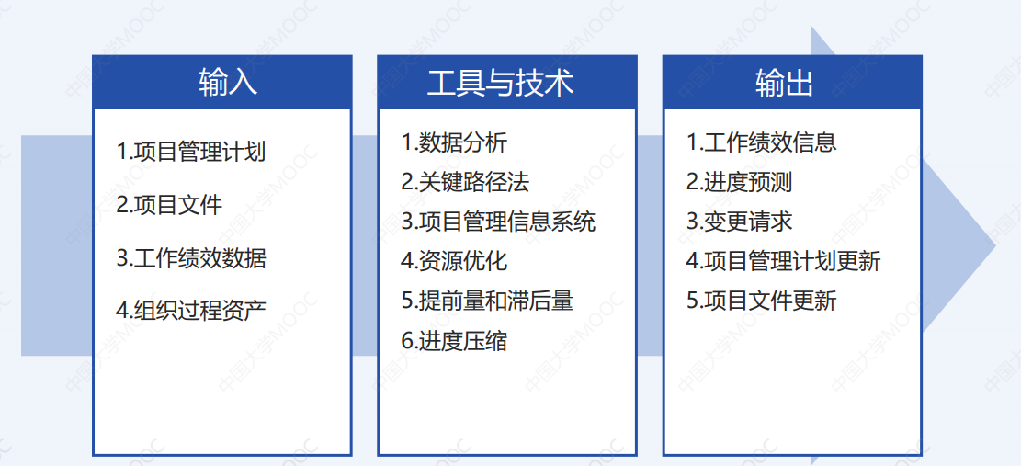 输入
1.项目管理计划
2.项目文件
3.工作绩效数据
4.组织过程资产
工具与技术
1.数据分析
2.关键路径法
3.项目管理信息系统
4.资源优化
5.提前量和滞后量
6.进度压缩
输出
1.工作绩效信息
2.进度预测
3.变更请求
4.项目管理计划更新
5.项目文件更新
中国大学MOOC